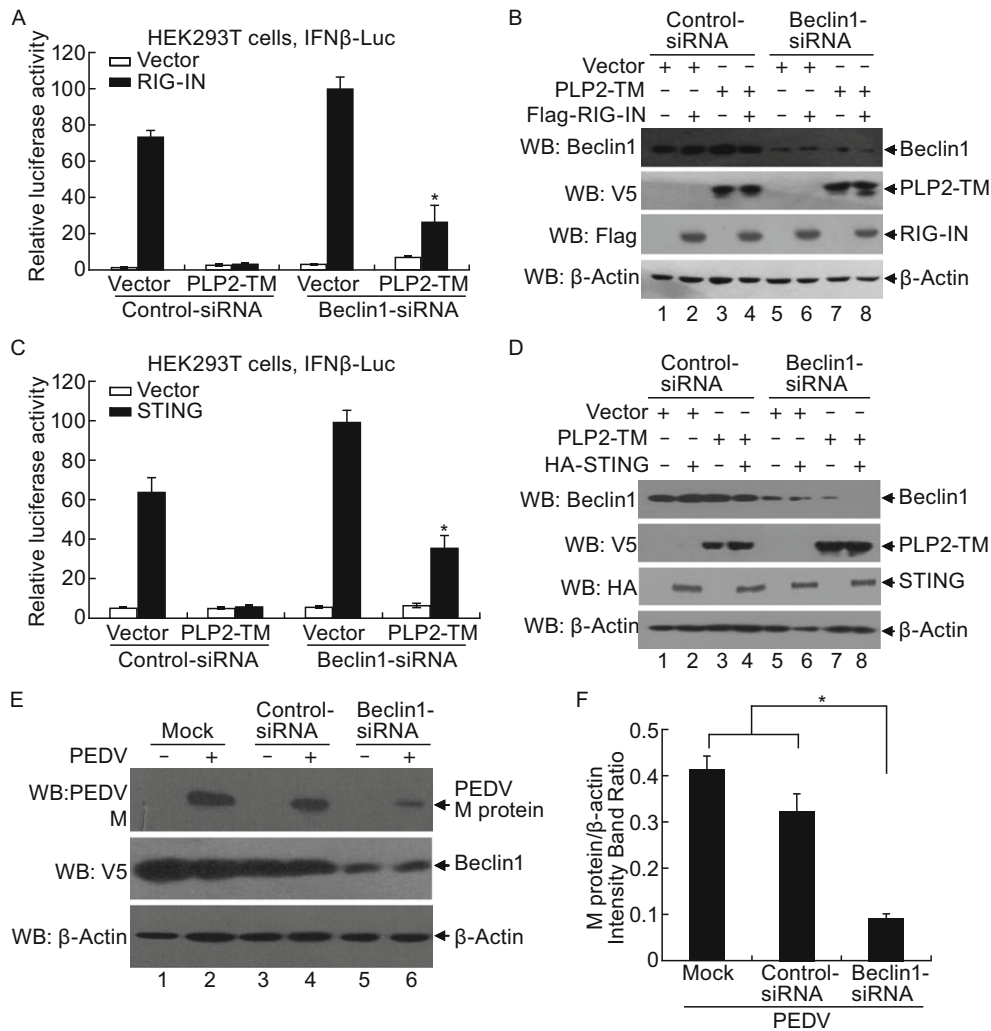 A
HEK293T cells, IFNβ-Luc
Relative luciferase activity
120
100
80
60
40
20
0
Vector
RIG-IN
*
Vector PLP2-TM Vector PLP2-TM
Control-siRNA Beclin1-siRNA
B
Control-siRNA Beclin1-siRNA
Vector + + – – + + – –
PLP2-TM – – + + – – + +
Flag-RIG-IN – + – + – + – +
WB: Beclin1 Beclin1
WB: V5 PLP2-TM
WB: Flag RIG-IN
WB: β-Actin β-Actin
1 2 3 4 5 6 7 8
C
HEK293T cells, IFNβ-Luc
Relative luciferase activity
120
100
80
60
40
20
0
Vector
STING
*
Vector PLP2-TM Vector PLP2-TM
Control-siRNA Beclin1-siRNA
D
Control-siRNA Beclin1-siRNA
Vector + + – – + + – –
PLP2-TM – – + + – – + +
HA-STING – + – + – + – +
WB: Beclin1 Beclin1
WB: V5 PLP2-TM
WB: HA STING
WB: β-Actin β-Actin
1 2 3 4 5 6 7 8
E
Mock Control-siRNA Beclin1-siRNA
PEDV – + – + – +
WB:PEDV M PEDV M protein
WB: V5 Beclin1
WB: β-Actin β-Actin
1 2 3 4 5 6
F
*
M protein/β-actin
Intensity Band Ratio
0.5
0.4
0.3
0.2
0.1
0
Mock Control-siRNA Beclin1-siRNA
PEDV